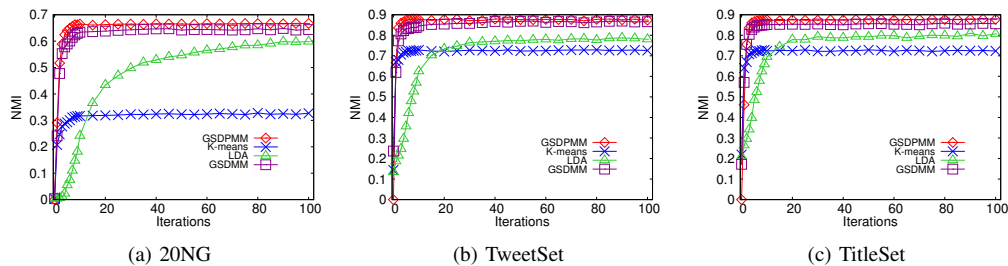 0.7
0.6
0.5
0.4
0.3
0.2
0.1
0
NMI
GSDPMM
K-means
LDA
GSDMM
0 20 40 60 80 100
Iterations
(a) 20NG
0.9
0.8
0.7
0.6
0.5
0.4
0.3
0.2
0.1
0
NMI
GSDPMM
K-means
LDA
GSDMM
0 20 40 60 80 100
Iterations
(b) TweetSet
0.9
0.8
0.7
0.6
0.5
0.4
0.3
0.2
0.1
0
NMI
GSDPMM
K-means
LDA
GSDMM
0 20 40 60 80 100
Iterations
(c) TitleSet